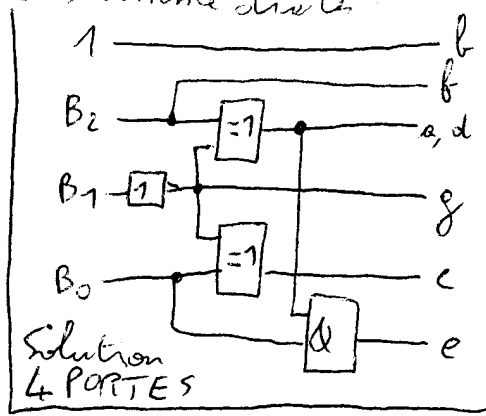 1 b
B2 f
=1 a, d
B1 1 g
B0 =1 c
& e
Solution
4 PORTES